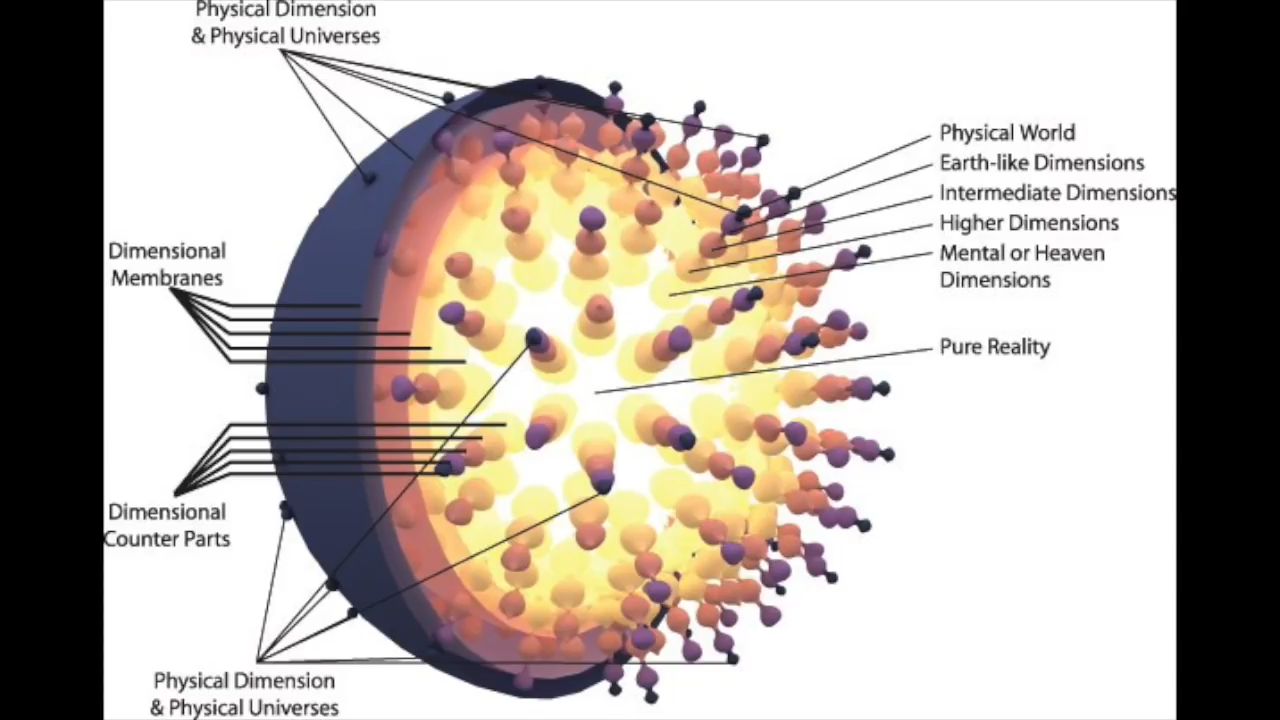 Physical Dimension
& Physical Universes
Physical World
Earth-like Dimensions
Intermediate Dimensions
Higher Dimensions
Mental or Heaven
Dimensions
Dimensional
Membranes
Pure Reality
Dimensional
Counter Parts
Physical Dimension
& Physical Universes